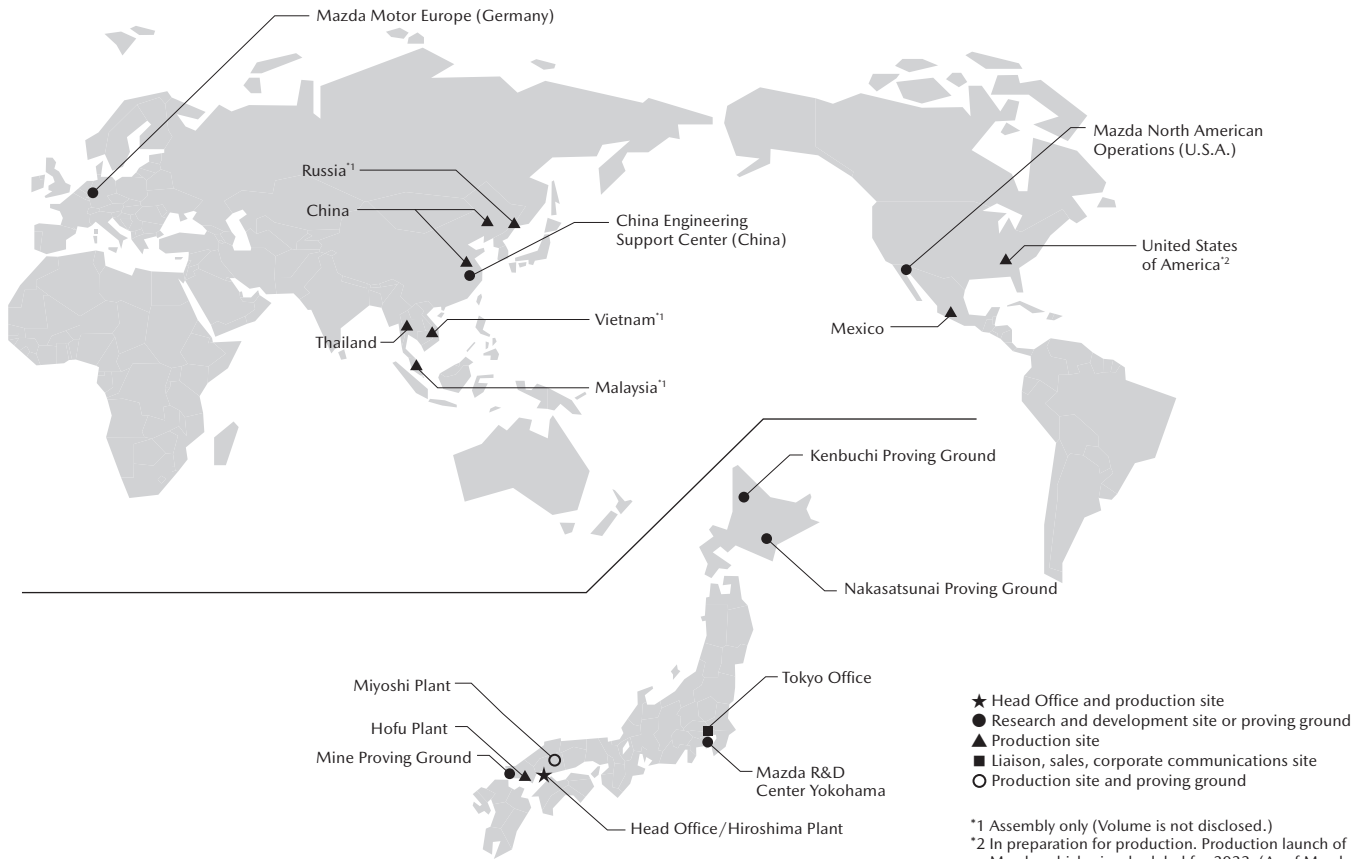 Mazda Motor Europe (Germany)
Mazda North American
Operations (U.S.A.)
Russia*1
China
China Engineering
Support Center (China)
United States
of America*2
Vietnam*1
Thailand
Mexico
Malaysia*1
Kenbuchi Proving Ground
Nakasatsunai Proving Ground
Tokyo Office
Miyoshi Plant
Hofu Plant
Mine Proving Ground
Mazda R&D
Center Yokohama
Head Office/Hiroshima Plant
★ Head Office and production site
● Research and development site or proving ground
▲ Production site
■ Liaison, sales, corporate communications site
○ Production site and proving ground
*1 Assembly only (Volume is not disclosed.)
*2 In preparation for production. Production launch of